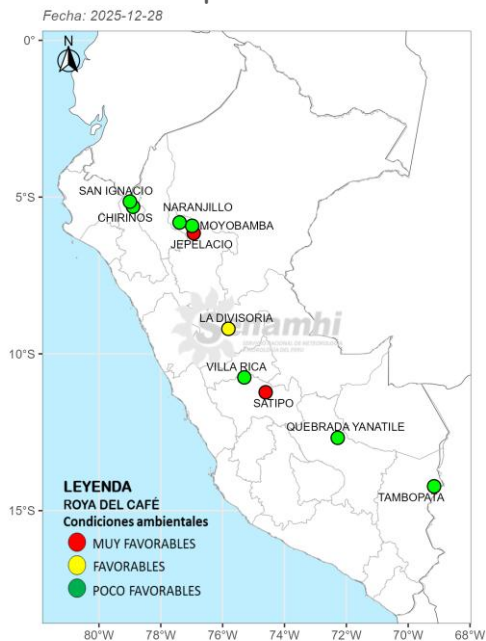 Fecha: 2025-12-28
N
0°
SAN IGNACIO
NARANJILLO
5°S
CHIRINOS
MOYOBAMBA
JEPELACIO
LA DIVISORIA
Senamhi
10°S
VILLA RICA
SATIPO
QUEBRADA YANATILE
TAMBOPATA
LEYENDA
ROYA DEL CAFÉ
Condiciones ambientales
15°S
MUY FAVORABLES
FAVORABLES
POCO FAVORABLES
80°W 78°W 76°W 74°W 72°W 70°W 68°W